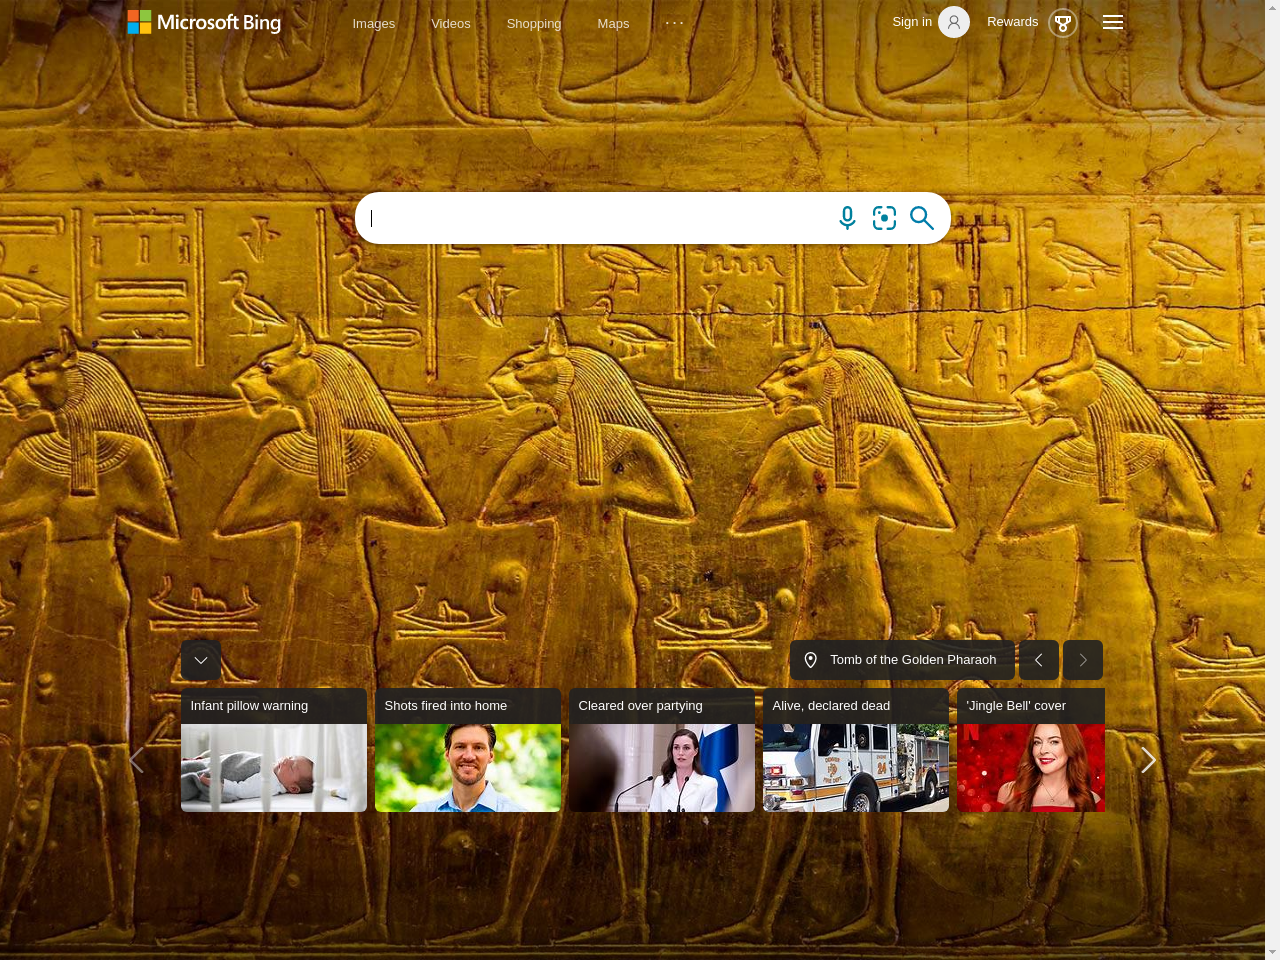 Microsoft Bing
Images
Videos
Shopping
Maps
Sign in
Rewards
Tomb of the Golden Pharaoh
Infant pillow warning
Shots fired into home
Cleared over partying
Alive, declared dead
'Jingle Bell' cover